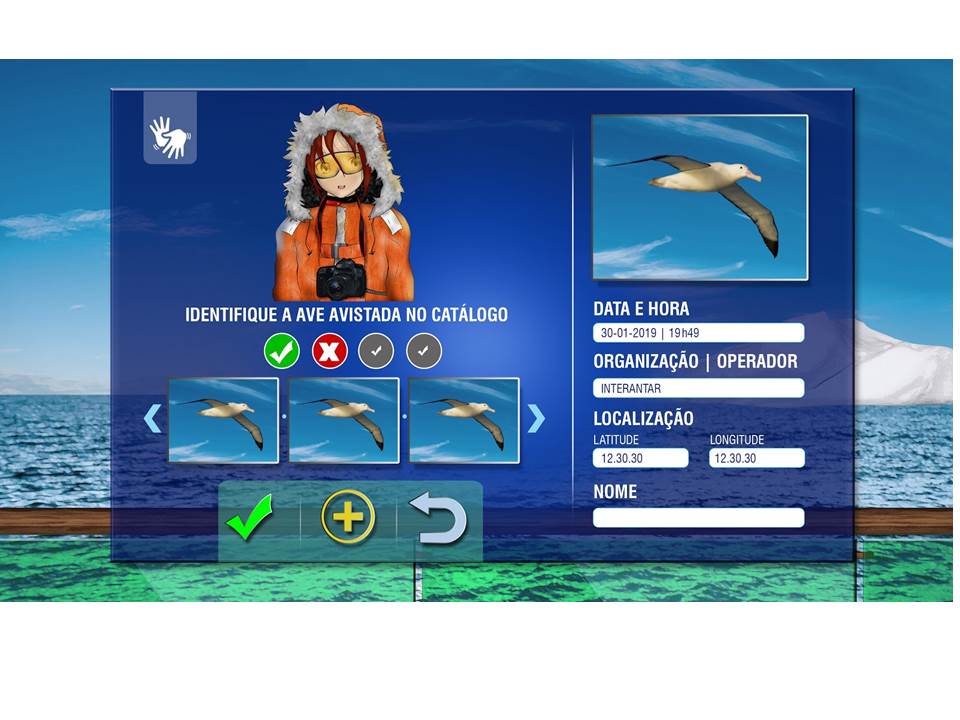 IDENTIFIQUE A AVE AVISTADA NO CATÁLOGO
DATA E HORA
30-01-2019 | 19h49
ORGANIZAÇÃO | OPERADOR
INTERANTAR
LOCALIZAÇÃO
LATITUDE LONGITUDE
12.30.30 12.30.30
NOME